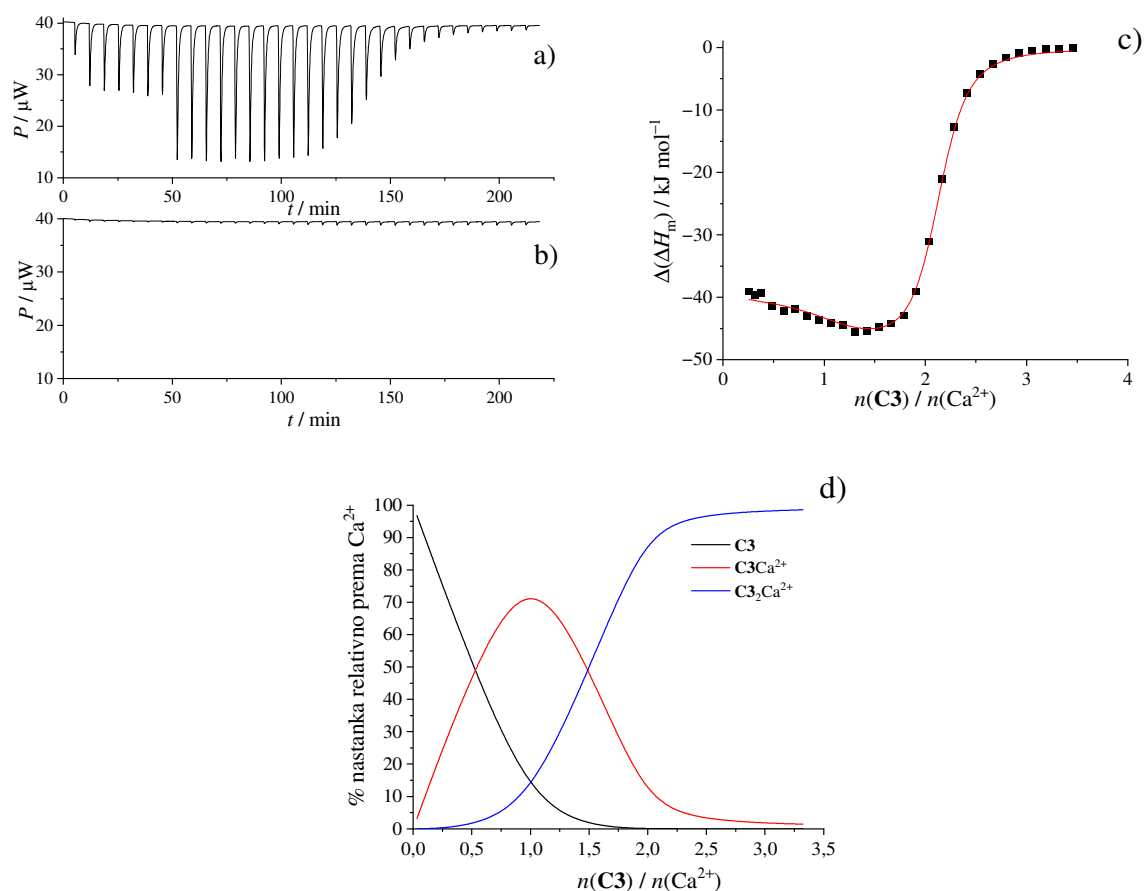 a)
40
30
20
10
P / μW
0 50 100 150 200
t / min
b)
40
30
20
10
P / μW
0 50 100 150 200
t / min
c)
0
−10
−20
−30
−40
−50
Δ(ΔHm) / kJ mol−1
0 1 2 3 4
n(C3) / n(Ca2+)
d)
100
90
80
70
60
50
40
30
20
10
0
% nastanka relativno prema Ca2+
C3
C3Ca2+
C32Ca2+
0,0 0,5 1,0 1,5 2,0 2,5 3,0 3,5
n(C3) / n(Ca2+)